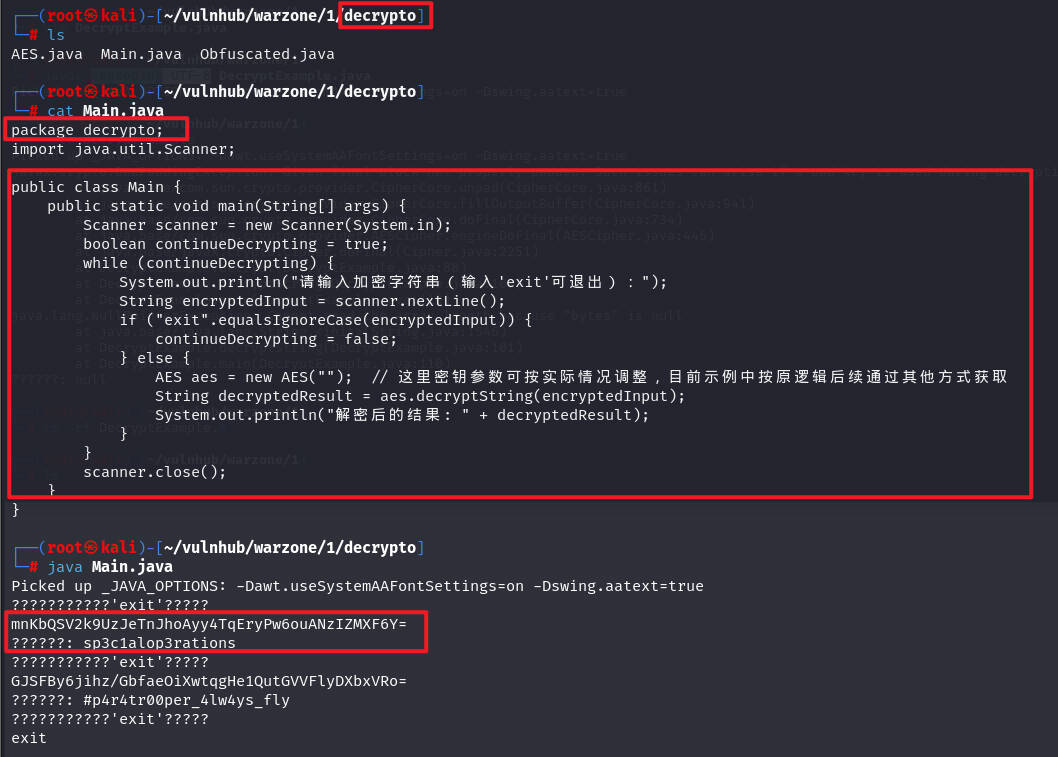 ┌──(root㉿kali)-[~/vulnhub/warzone/1/decrypto]
└─# ls
AES.java  Main.java  Obfuscated.java
┌──(root㉿kali)-[~/vulnhub/warzone/1/decrypto]
└─# cat Main.java
package decrypto;
import java.util.Scanner;
public class Main {
    public static void main(String[] args) {
        Scanner scanner = new Scanner(System.in);
        boolean continueDecrypting = true;
        while (continueDecrypting) {
            System.out.println("请输入加密字符串（输入'exit'可退出）：");
            String encryptedInput = scanner.nextLine();
            if ("exit".equalsIgnoreCase(encryptedInput)) {
                continueDecrypting = false;
            } else {
                AES aes = new AES("");  // 这里密钥参数可按实际情况调整，目前示例中按原逻辑后续通过其他方式获取
                String decryptedResult = aes.decryptString(encryptedInput);
                System.out.println("解密后的结果: " + decryptedResult);
            }
        }
        scanner.close();
    }
}
┌──(root㉿kali)-[~/vulnhub/warzone/1/decrypto]
└─# java Main.java
Picked up _JAVA_OPTIONS: -Dawt.useSystemAAFontSettings=on -Dswing.aatext=true
???????????'exit'?????
mnKbQSV2k9UzJeTnJhoAyy4TqEryPw6ouANzIZMXF6Y=
??????: sp3c1alop3rations
???????????'exit'?????
GJSFBy6jihz/GbfaeOiXwtqgHe1QutGVVFlyDXbxVRo=
??????: #p4r4tr00per_4lw4ys_fly
???????????'exit'?????
exit